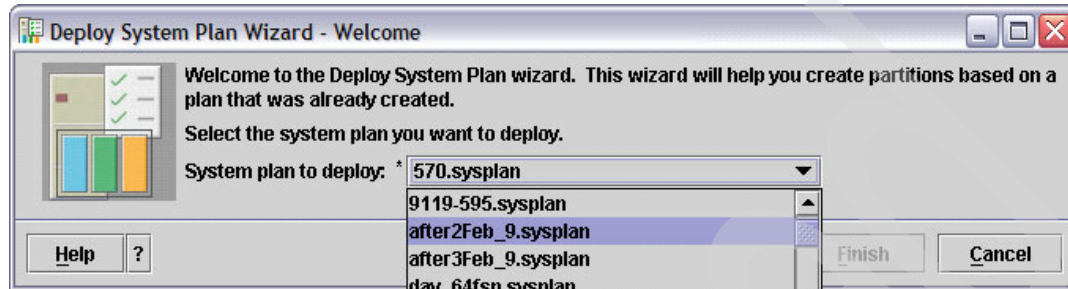 Deploy System Plan Wizard - Welcome
Welcome to the Deploy System Plan wizard. This wizard will help you create partitions based on a
plan that was already created.
Select the system plan you want to deploy.
System plan to deploy: * 570.sysplan
9119-595.sysplan
after2Feb_9.sysplan
after3Feb_9.sysplan
day_64fsp.sysplan
Help ? Finish Cancel